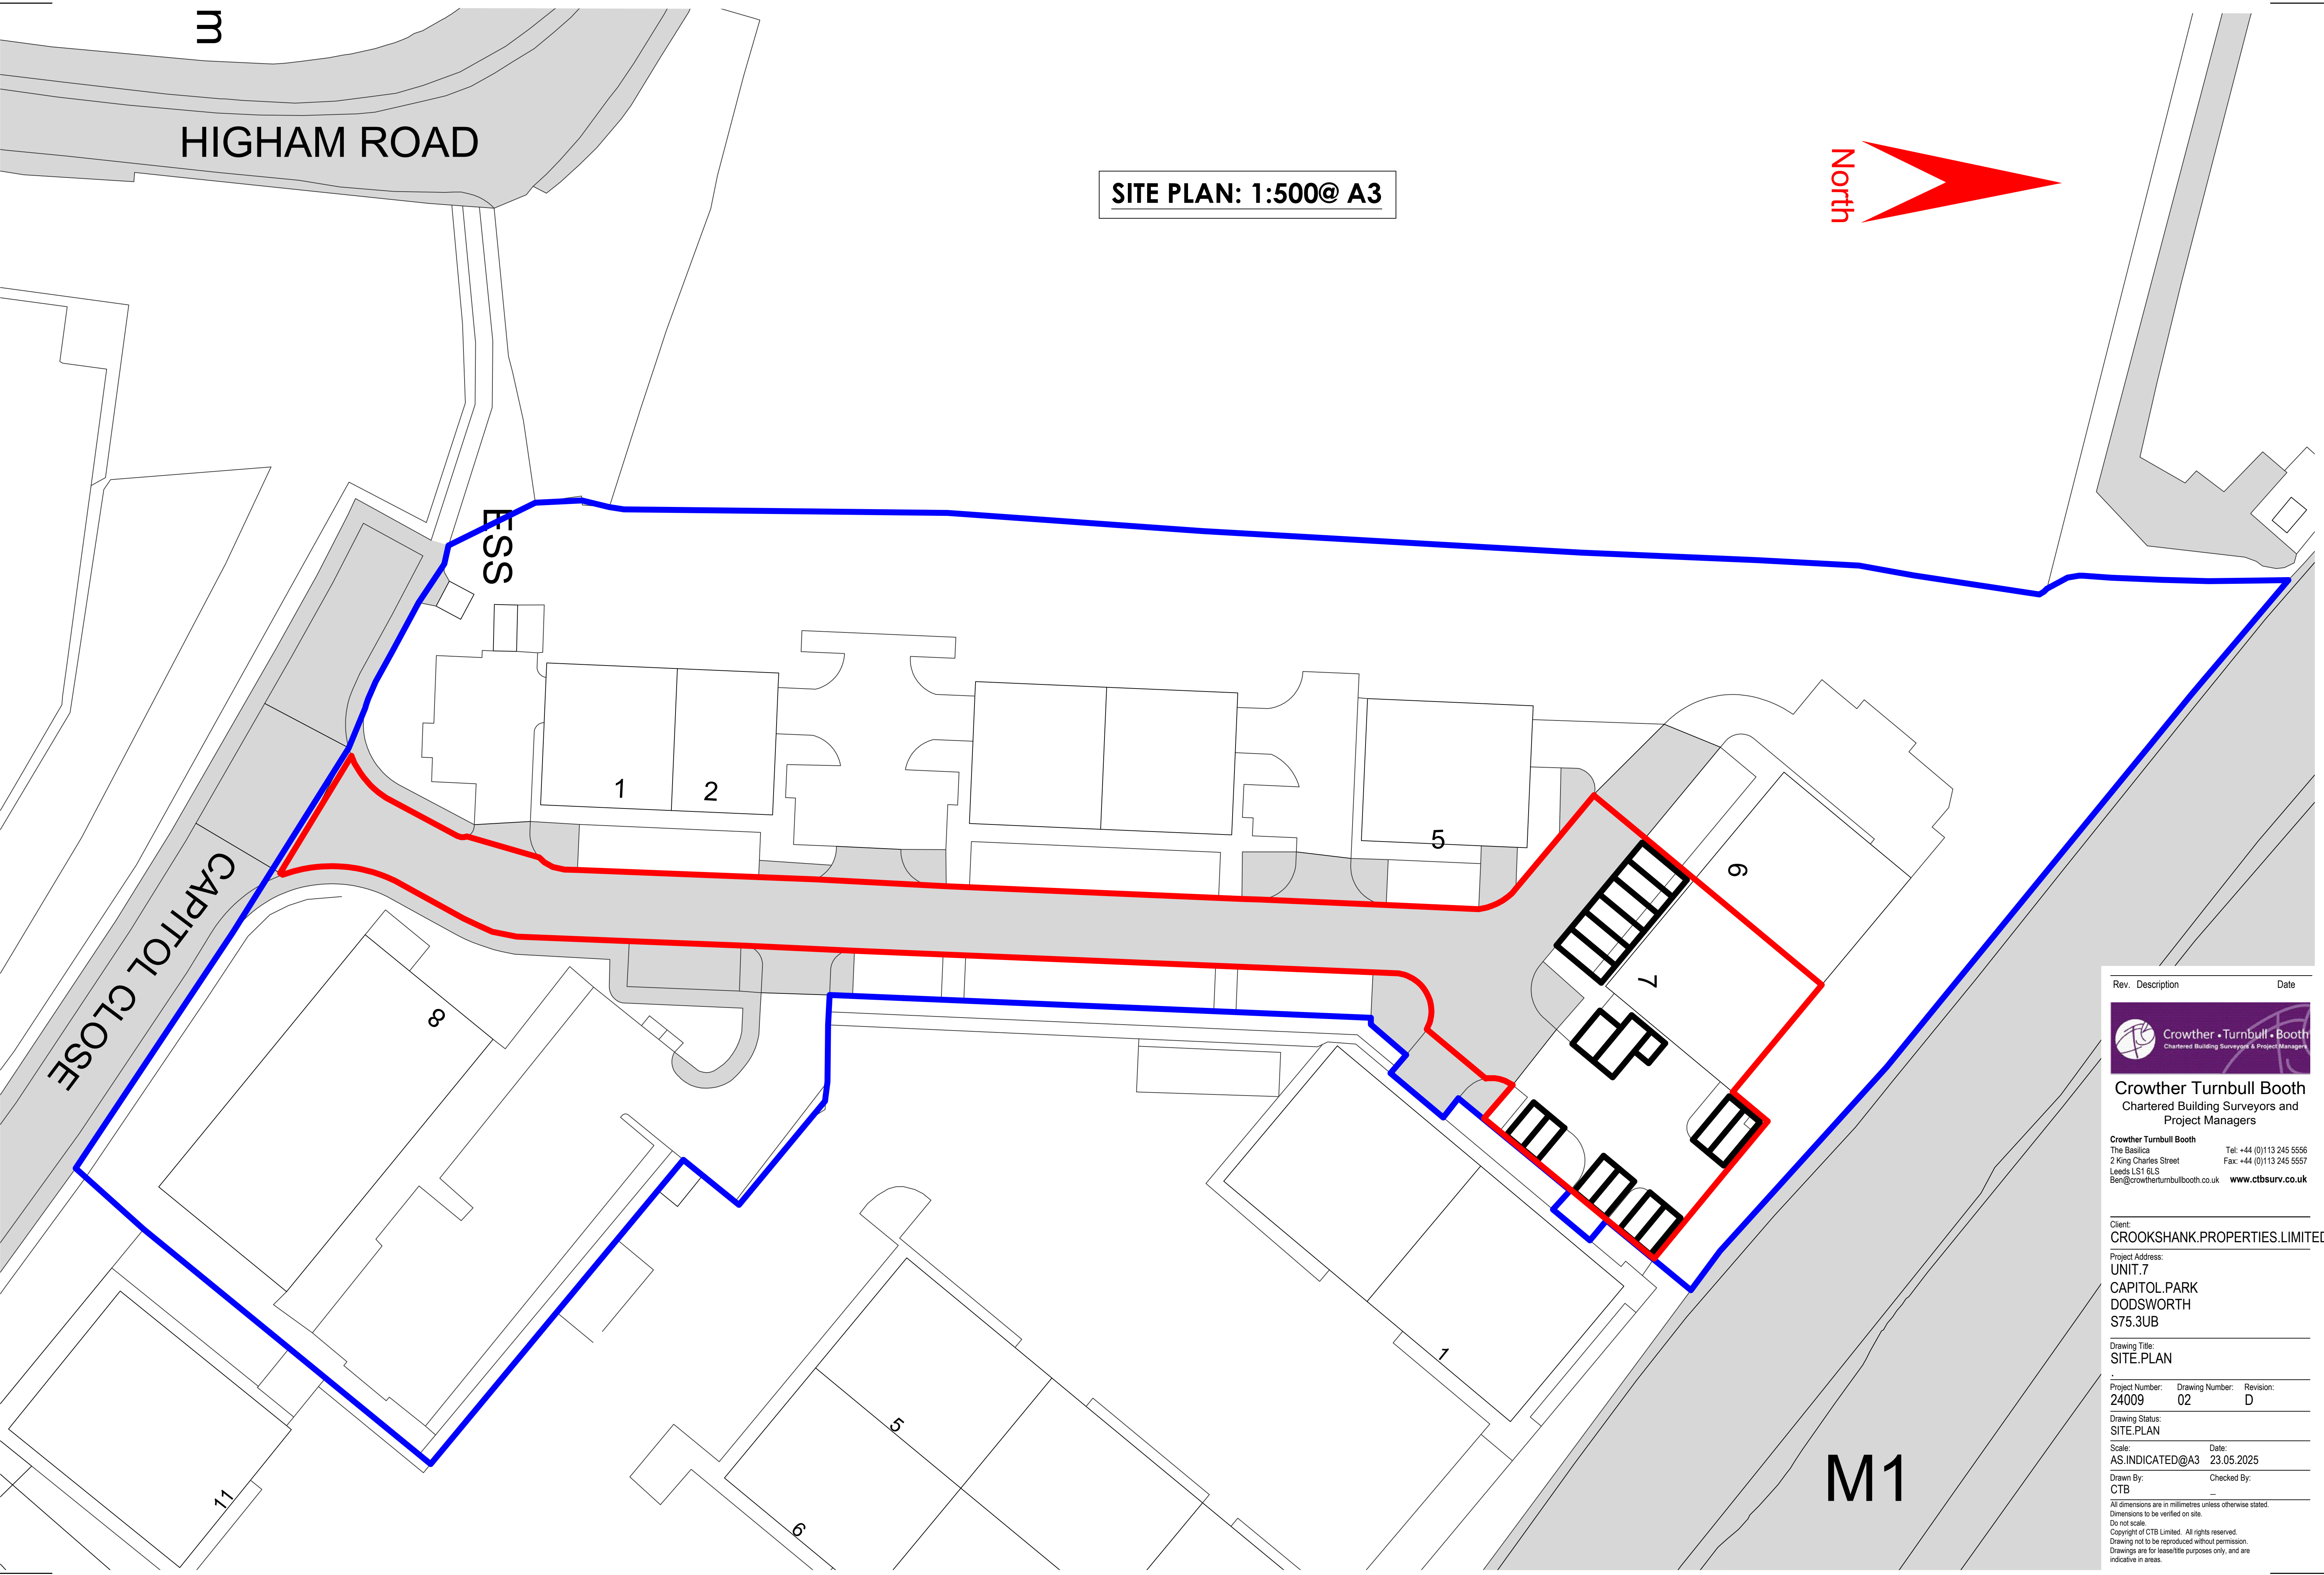 m
HIGHAM ROAD
SITE PLAN: 1:500@ A3
North
ESS
CAPITOL CLOSE
1
2
5
6
7
8
1
5
6
11
M1
Rev. Description Date
Crowther • Turnbull • Booth
Chartered Building Surveyors & Project Managers
Crowther Turnbull Booth
Chartered Building Surveyors and
Project Managers
Crowther Turnbull Booth
The Basilica Tel: +44 (0)113 245 5556
2 King Charles Street Fax: +44 (0)113 245 5557
Leeds LS1 6LS
Ben@crowtherturnbullbooth.co.uk www.ctbsurv.co.uk
Client:
CROOKSHANK.PROPERTIES.LIMITED
Project Address:
UNIT.7
CAPITOL.PARK
DODSWORTH
S75.3UB
Drawing Title:
SITE.PLAN
.
Project Number: Drawing Number: Revision:
24009 02 D
Drawing Status:
SITE.PLAN
Scale: Date:
AS.INDICATED@A3 23.05.2025
Drawn By: Checked By:
CTB _
All dimensions are in millimetres unless otherwise stated.
Dimensions to be verified on site.
Do not scale.
Copyright of CTB Limited. All rights reserved.
Drawing not to be reproduced without permission.
Drawings are for lease/title purposes only, and are
indicative in areas.